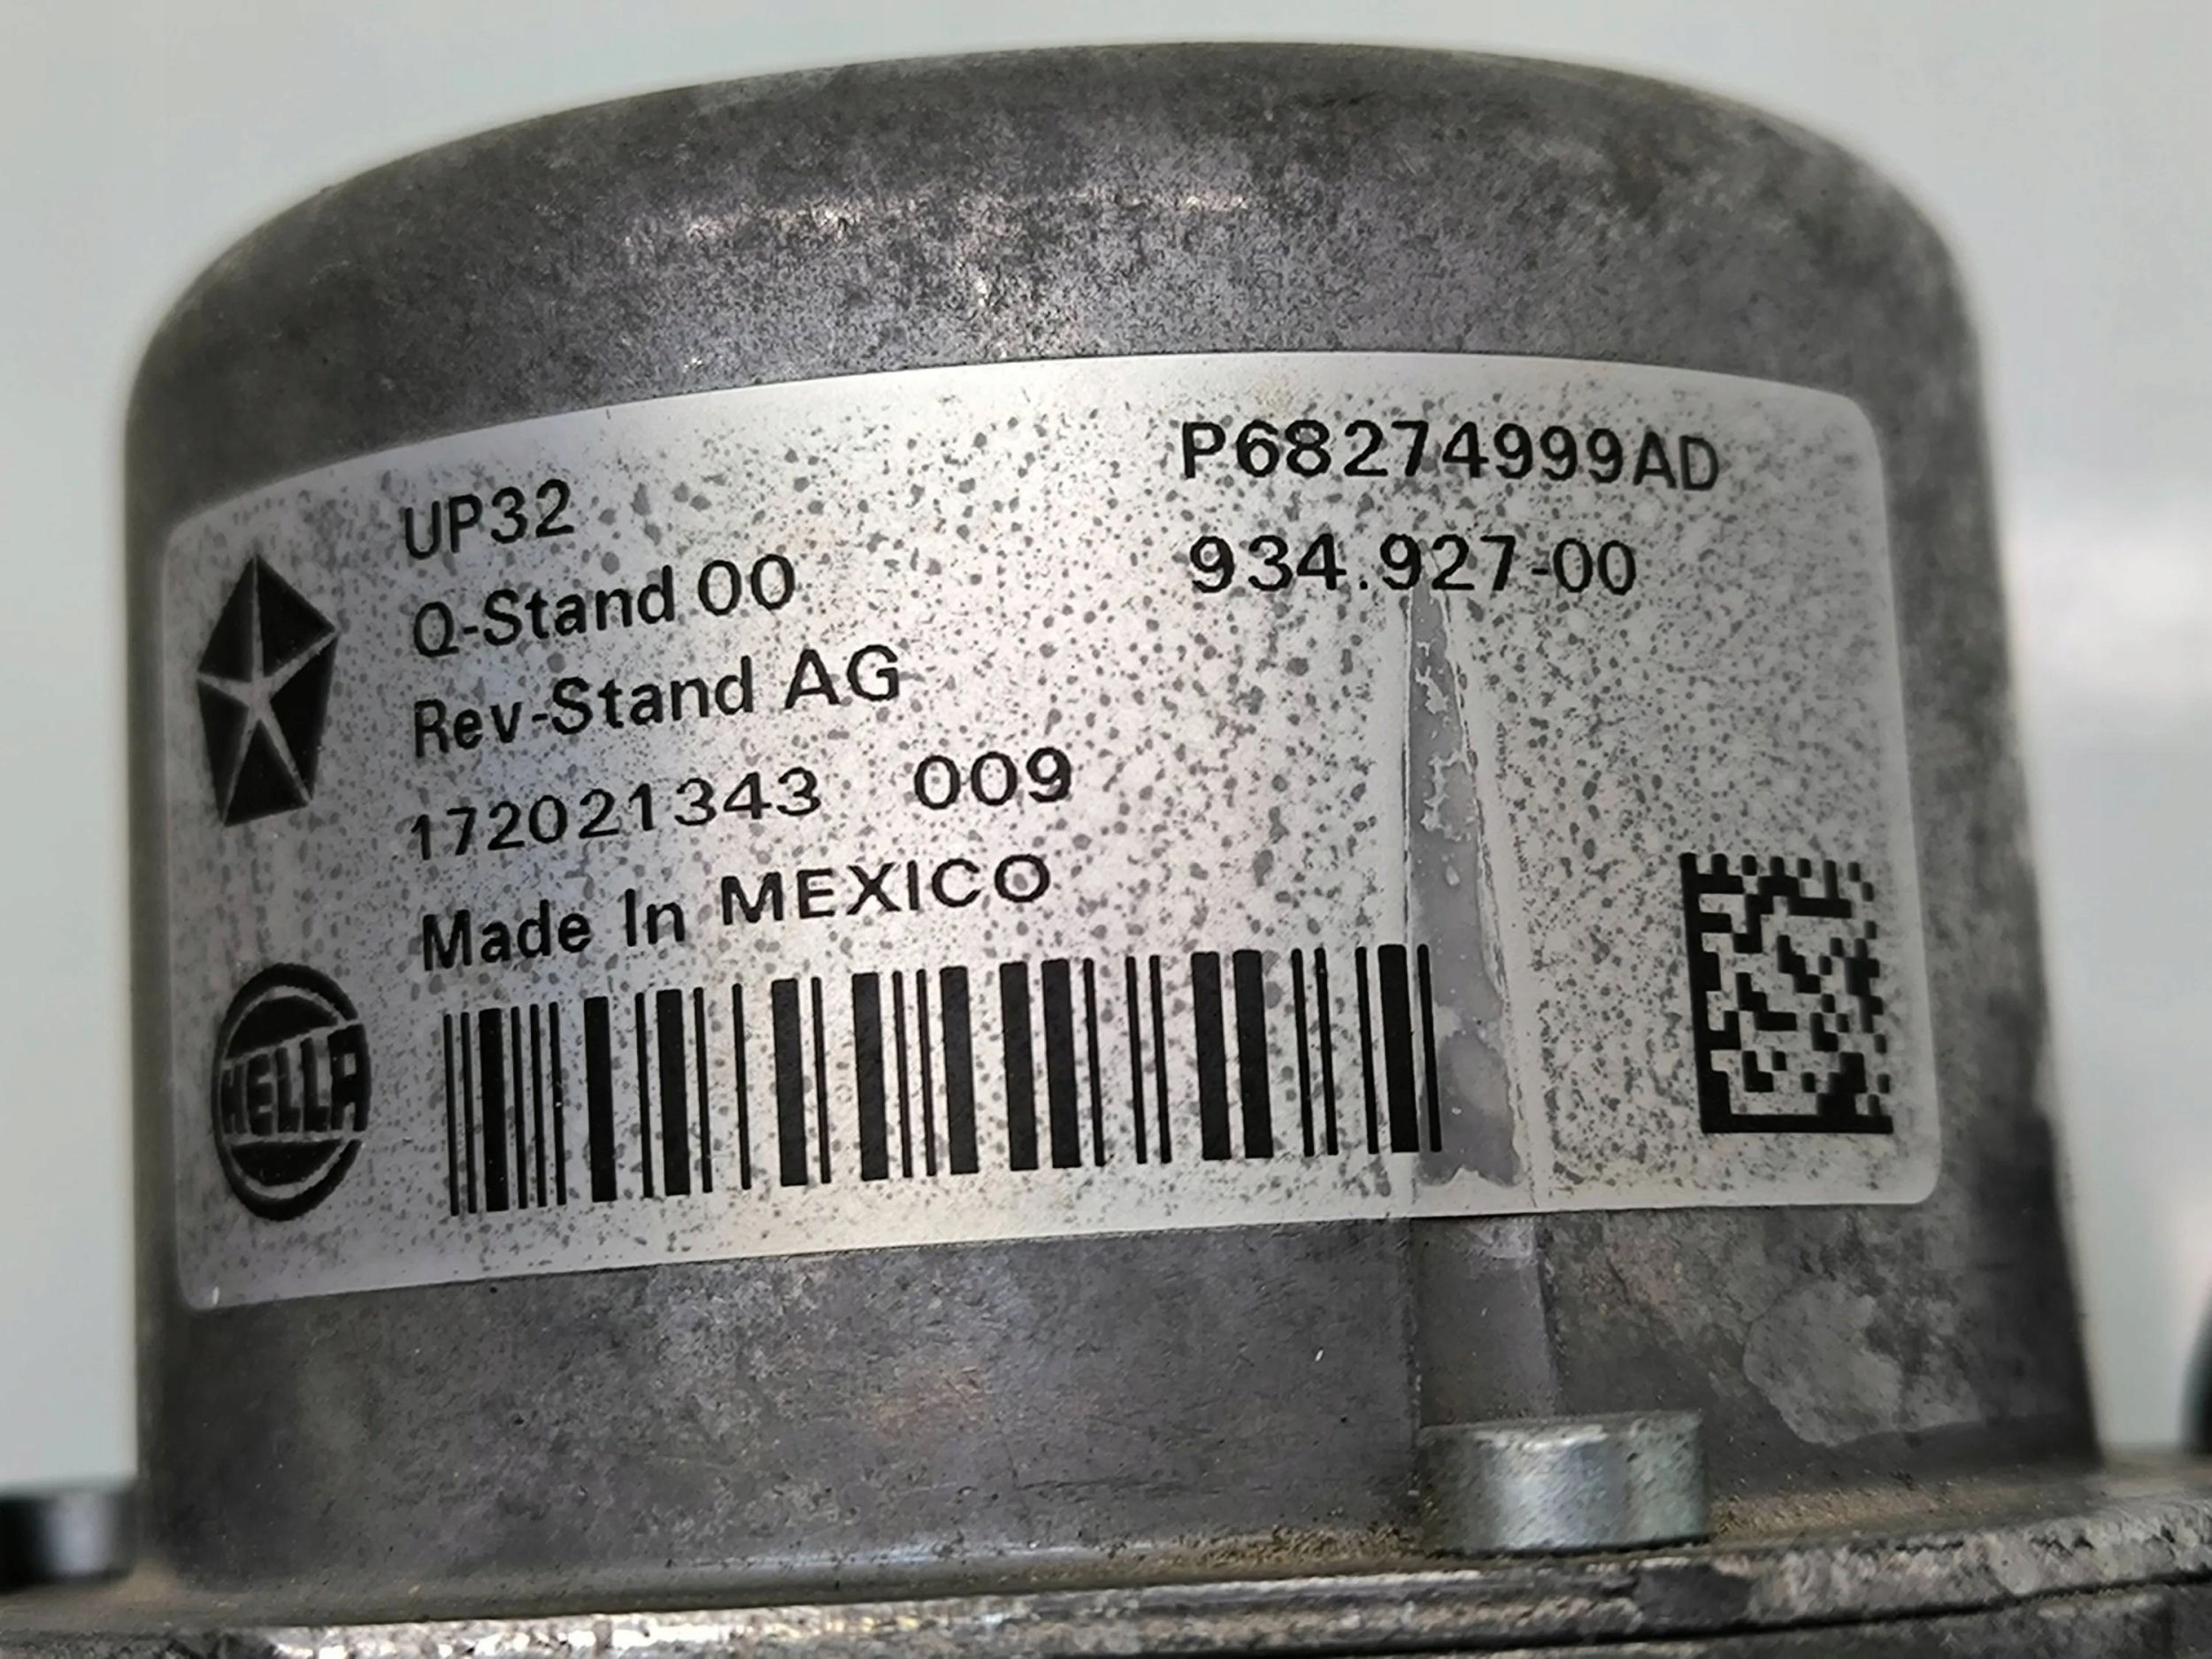 UP32
P68274999AD
Q-Stand 00
934.927-00
Rev-Stand AG
172021343 009
Made In MEXICO
HELLA